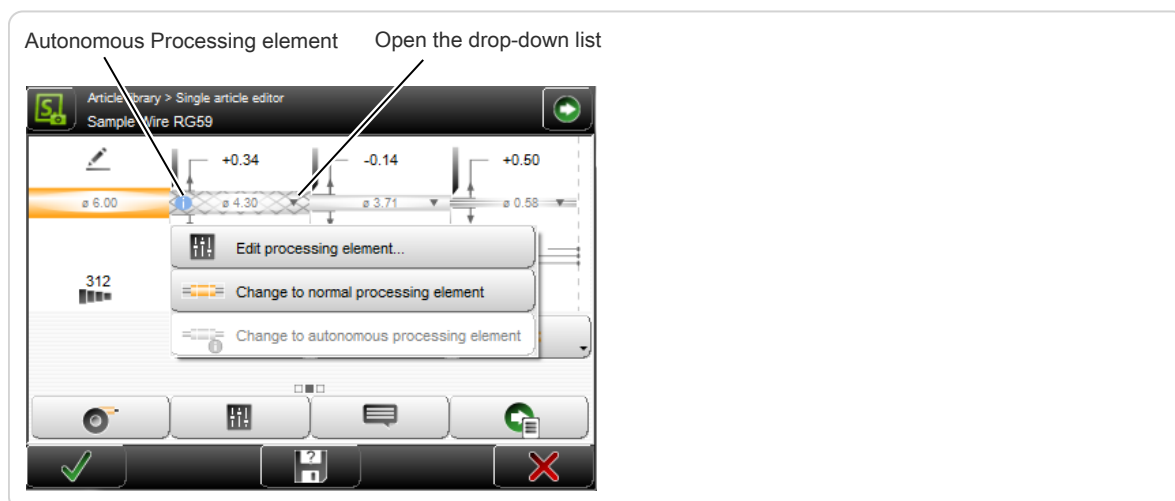 Autonomous Processing element
Open the drop-down list
Article library > Single article editor
Sample Wire RG59
+0.34
-0.14
+0.50
ø 6.00
ø 4.30
ø 3.71
ø 0.58
Edit processing element...
312
Change to normal processing element
Change to autonomous processing element